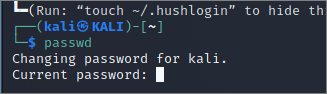 └─(Run: “touch ~/.hushlogin” to hide th
┌──(kali㉿KALI)-[~]
└─$ passwd
Changing password for kali.
Current password: